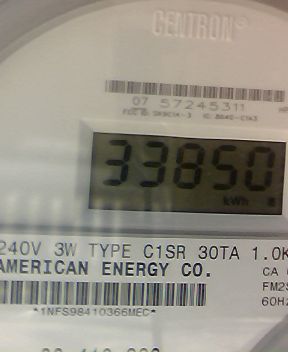 CENTRON®
07 57245311
33850
kWh
240V 3W TYPE C1SR 30TA 1.0K
AMERICAN ENERGY CO.
CA
FM2S
60Hz
*1NFS98410366MEC*